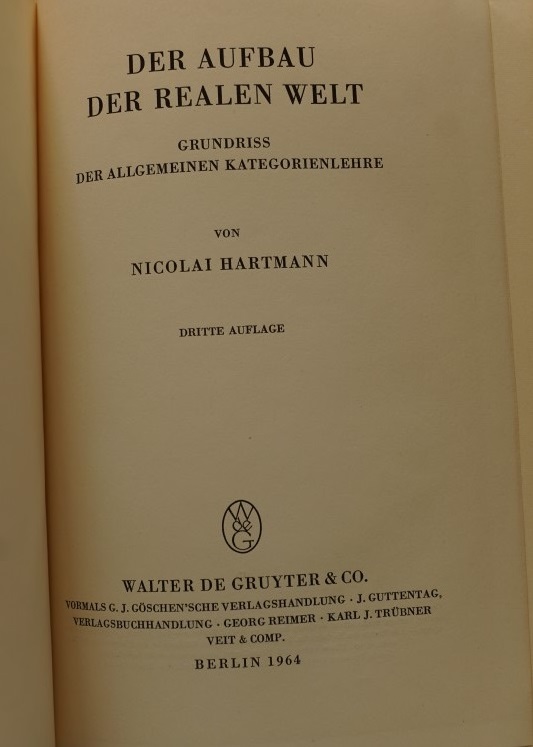 DER AUFBAU
DER REALEN WELT
GRUNDRISS
DER ALLGEMEINEN KATEGORIENLEHRE
VON
NICOLAI HARTMANN
DRITTE AUFLAGE
W
de
G
WALTER DE GRUYTER & CO.
VORMALS G. J. GÖSCHEN'SCHE VERLAGSHANDLUNG · J. GUTTENTAG,
VERLAGSBUCHHANDLUNG · GEORG REIMER · KARL J. TRÜBNER
VEIT & COMP.
BERLIN 1964